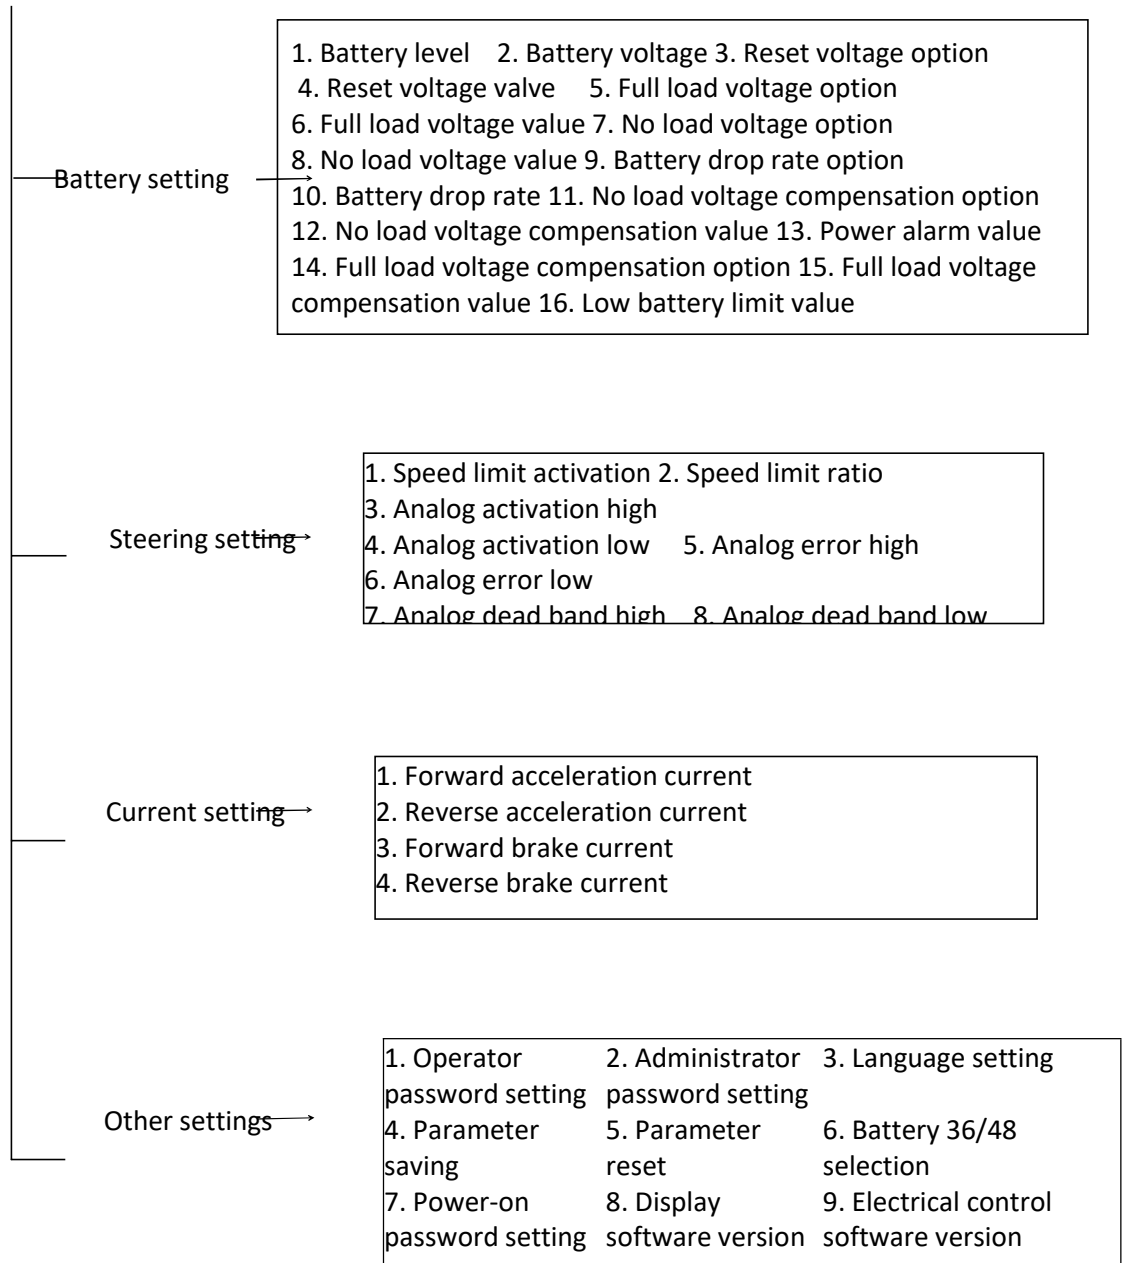 1. Battery level 2. Battery voltage 3. Reset voltage option
4. Reset voltage valve 5. Full load voltage option
6. Full load voltage value 7. No load voltage option
8. No load voltage value 9. Battery drop rate option
Battery setting
10. Battery drop rate 11. No load voltage compensation option
12. No load voltage compensation value 13. Power alarm value
14. Full load voltage compensation option 15. Full load voltage
compensation value 16. Low battery limit value
1. Speed limit activation 2. Speed limit ratio
3. Analog activation high
Steering setting
4. Analog activation low 5. Analog error high
6. Analog error low
7. Analog dead band high 8. Analog dead band low
1. Forward acceleration current
Current setting
2. Reverse acceleration current
3. Forward brake current
4. Reverse brake current
Other settings
1. Operator
password setting
2. Administrator
password setting
3. Language setting
4. Parameter
saving
5. Parameter
reset
6. Battery 36/48
selection
7. Power-on
password setting
8. Display
software version
9. Electrical control
software version